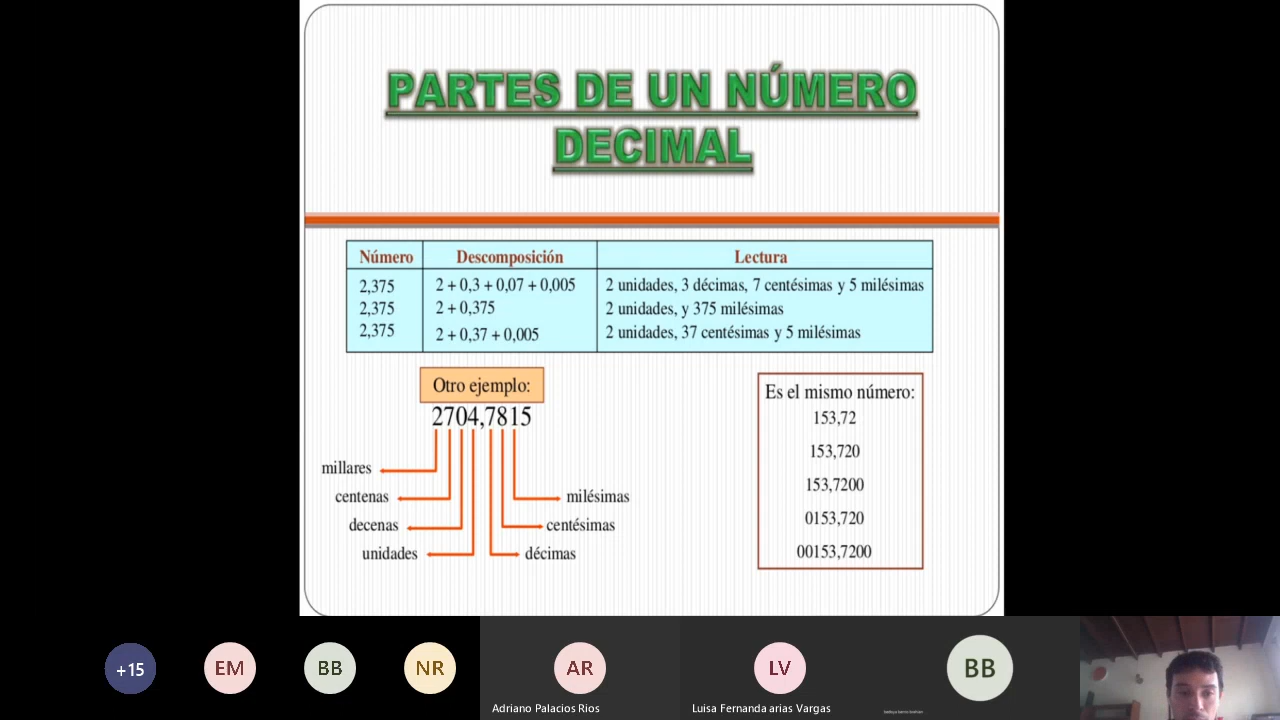 PARTES DE UN NÚMERO
DECIMAL
Número Descomposición Lectura
2,375 2 + 0,3 + 0,07 + 0,005 2 unidades, 3 décimas, 7 centésimas y 5 milésimas
2,375 2 + 0,375 2 unidades, y 375 milésimas
2,375 2 + 0,37 + 0,005 2 unidades, 37 centésimas y 5 milésimas
Otro ejemplo:
2704,7815
millares
centenas
decenas
unidades
milésimas
centésimas
décimas
Es el mismo número:
153,72
153,720
153,7200
0153,720
00153,7200
+15
EM
BB
NR
AR
Adriano Palacios Rios
LV
Luisa Fernanda arias Vargas
BB